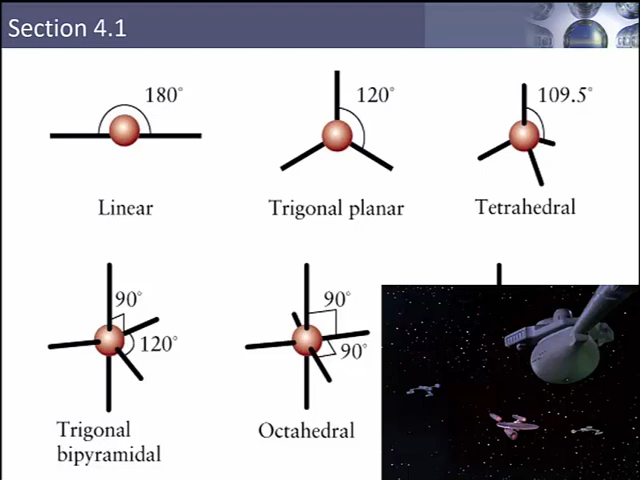 Section 4.1
180°
120°
109.5°
Linear
Trigonal planar
Tetrahedral
90°
120°
90°
90°
Trigonal
bipyramidal
Octahedral